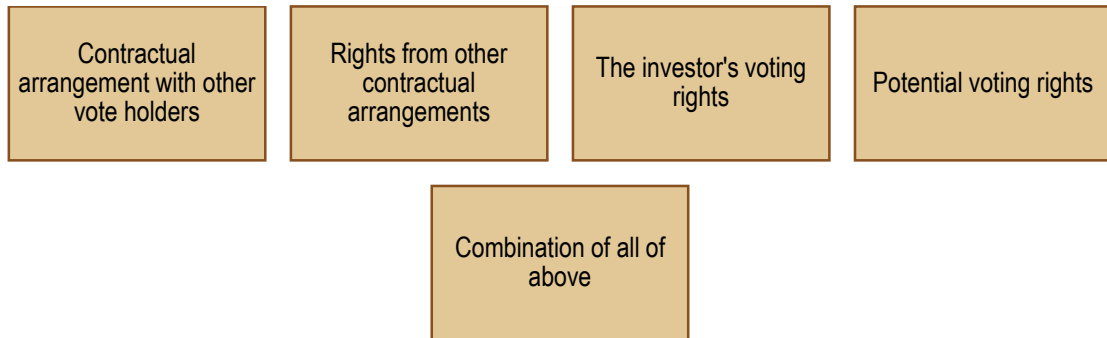 Contractual
arrangement with other
vote holders
Rights from other
contractual
arrangements
The investor's voting
rights
Potential voting rights
Combination of all of
above